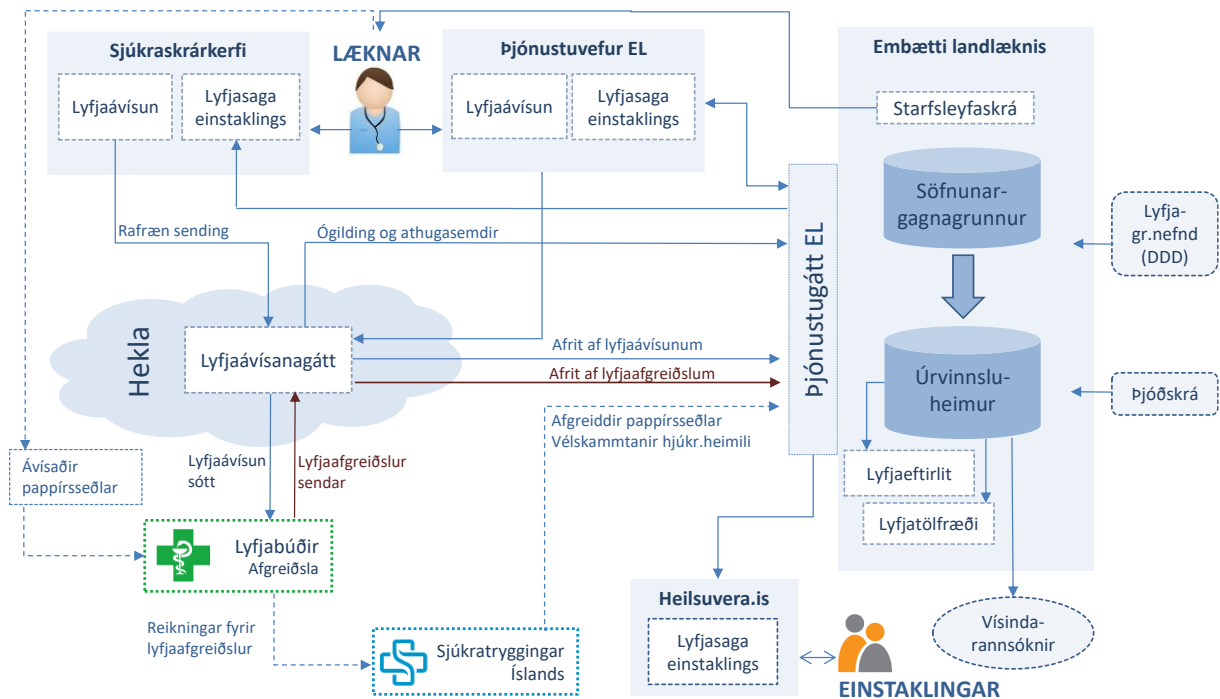 Sjúkraskrárkerfi
Lyfjaávísun
Lyfjasaga
einstaklings
LÆKNAR
Þjónustuvefur EL
Lyfjaávísun
Lyfjasaga
einstaklings
Embætti landlæknis
Starfsleyfaskrá
Söfnunar-
gagnagrunnur
Lyfja-
gr.nefnd
(DDD)
Rafræn sending
Ógilding og athugasemdir
Þjónustugátt EL
Hekla
Lyfjaávísanagátt
Afrit af lyfjaávísunum
Afrit af lyfjaafgreiðslum
Úrvinnslu-
heimur
Þjóðskrá
Afgreiddir pappírsseðlar
Vélskammtanir hjúkr.heimili
Ávísaðir
pappírsseðlar
Lyfjaávísun
sótt
Lyfjaafgreiðslur
sendar
Lyfjaeftirlit
Lyfjatölfræði
Lyfjabúðir
Afgreiðsla
Heilsuvera.is
Lyfjasaga
einstaklings
Vísinda-
rannsóknir
Reikningar fyrir
lyfjaafgreiðslur
Sjúkratryggingar
Íslands
EINSTAKLINGAR